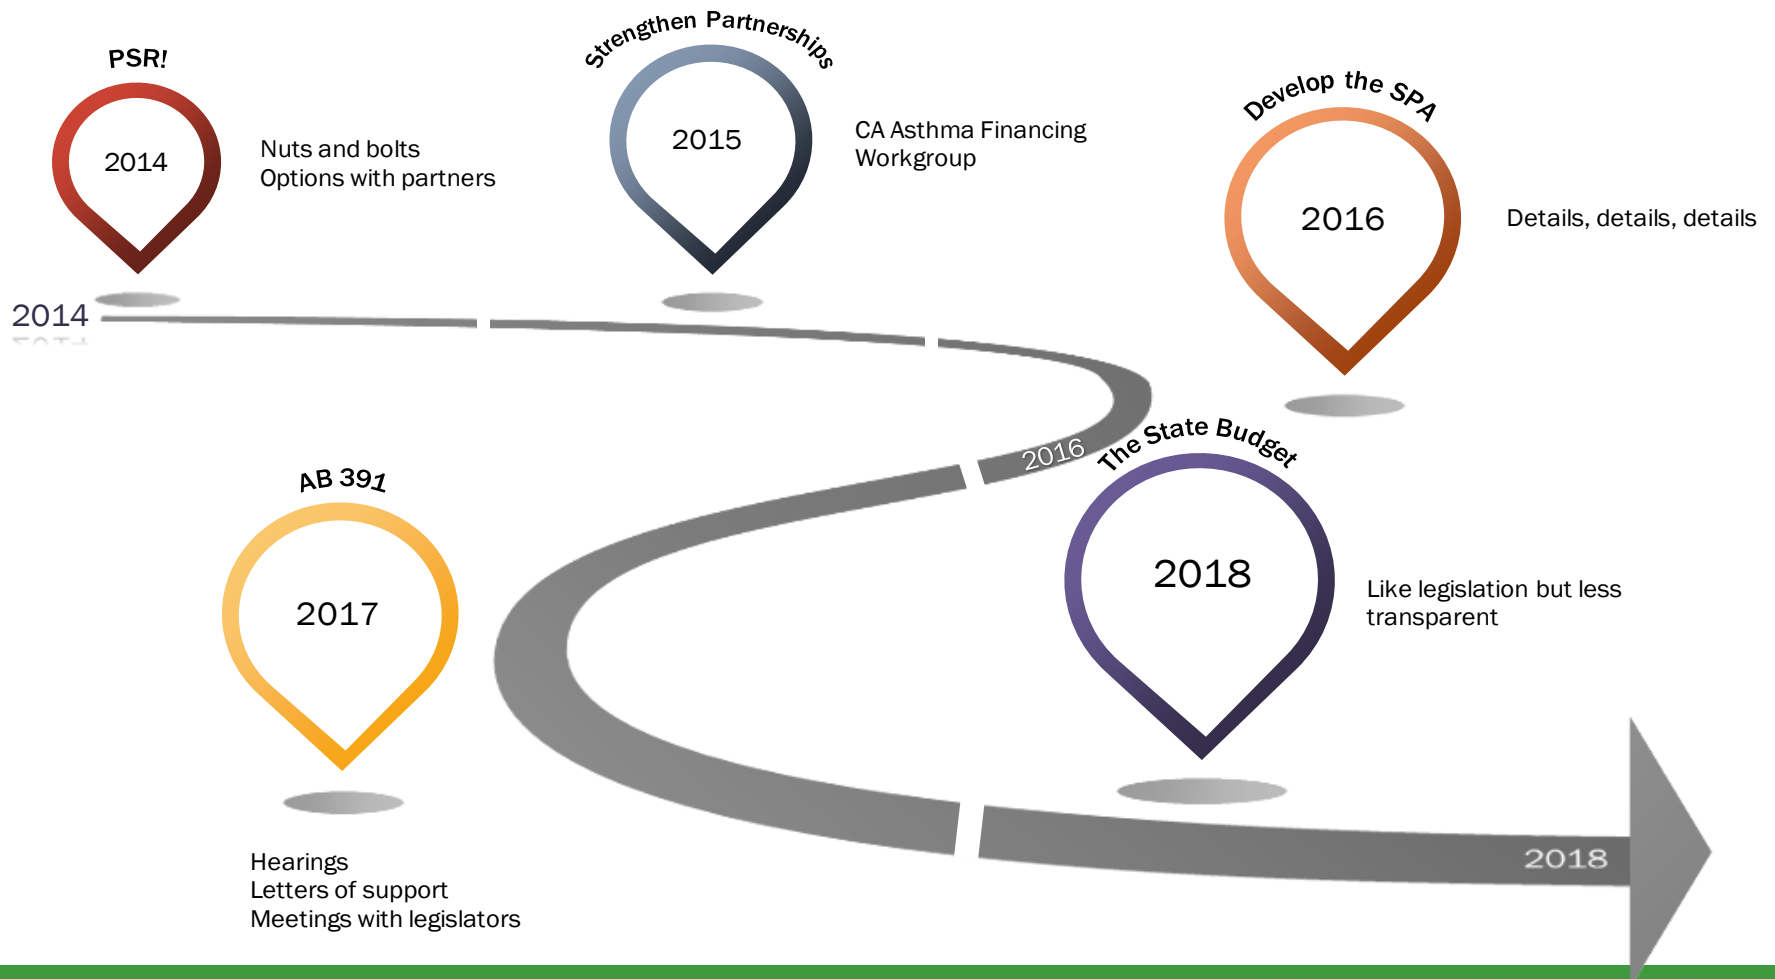 PSR!
2014
Nuts and bolts
Options with partners
Strengthen Partnerships
2015
CA Asthma Financing
Workgroup
Develop the SPA
2016
Details, details, details
2014
2016
AB 391
2017
Hearings
Letters of support
Meetings with legislators
The State Budget
2018
Like legislation but less
transparent
2018